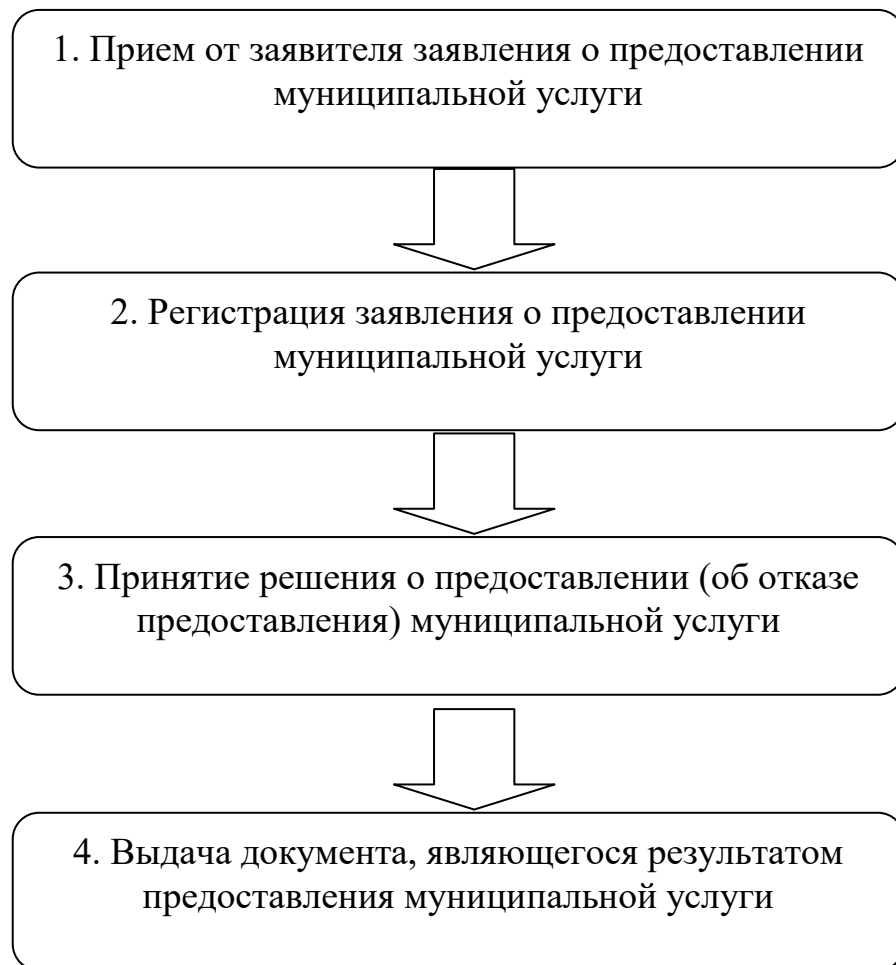 1. Прием от заявителя заявления о предоставлении
муниципальной услуги
2. Регистрация заявления о предоставлении
муниципальной услуги
3. Принятие решения о предоставлении (об отказе
предоставления) муниципальной услуги
4. Выдача документа, являющегося результатом
предоставления муниципальной услуги